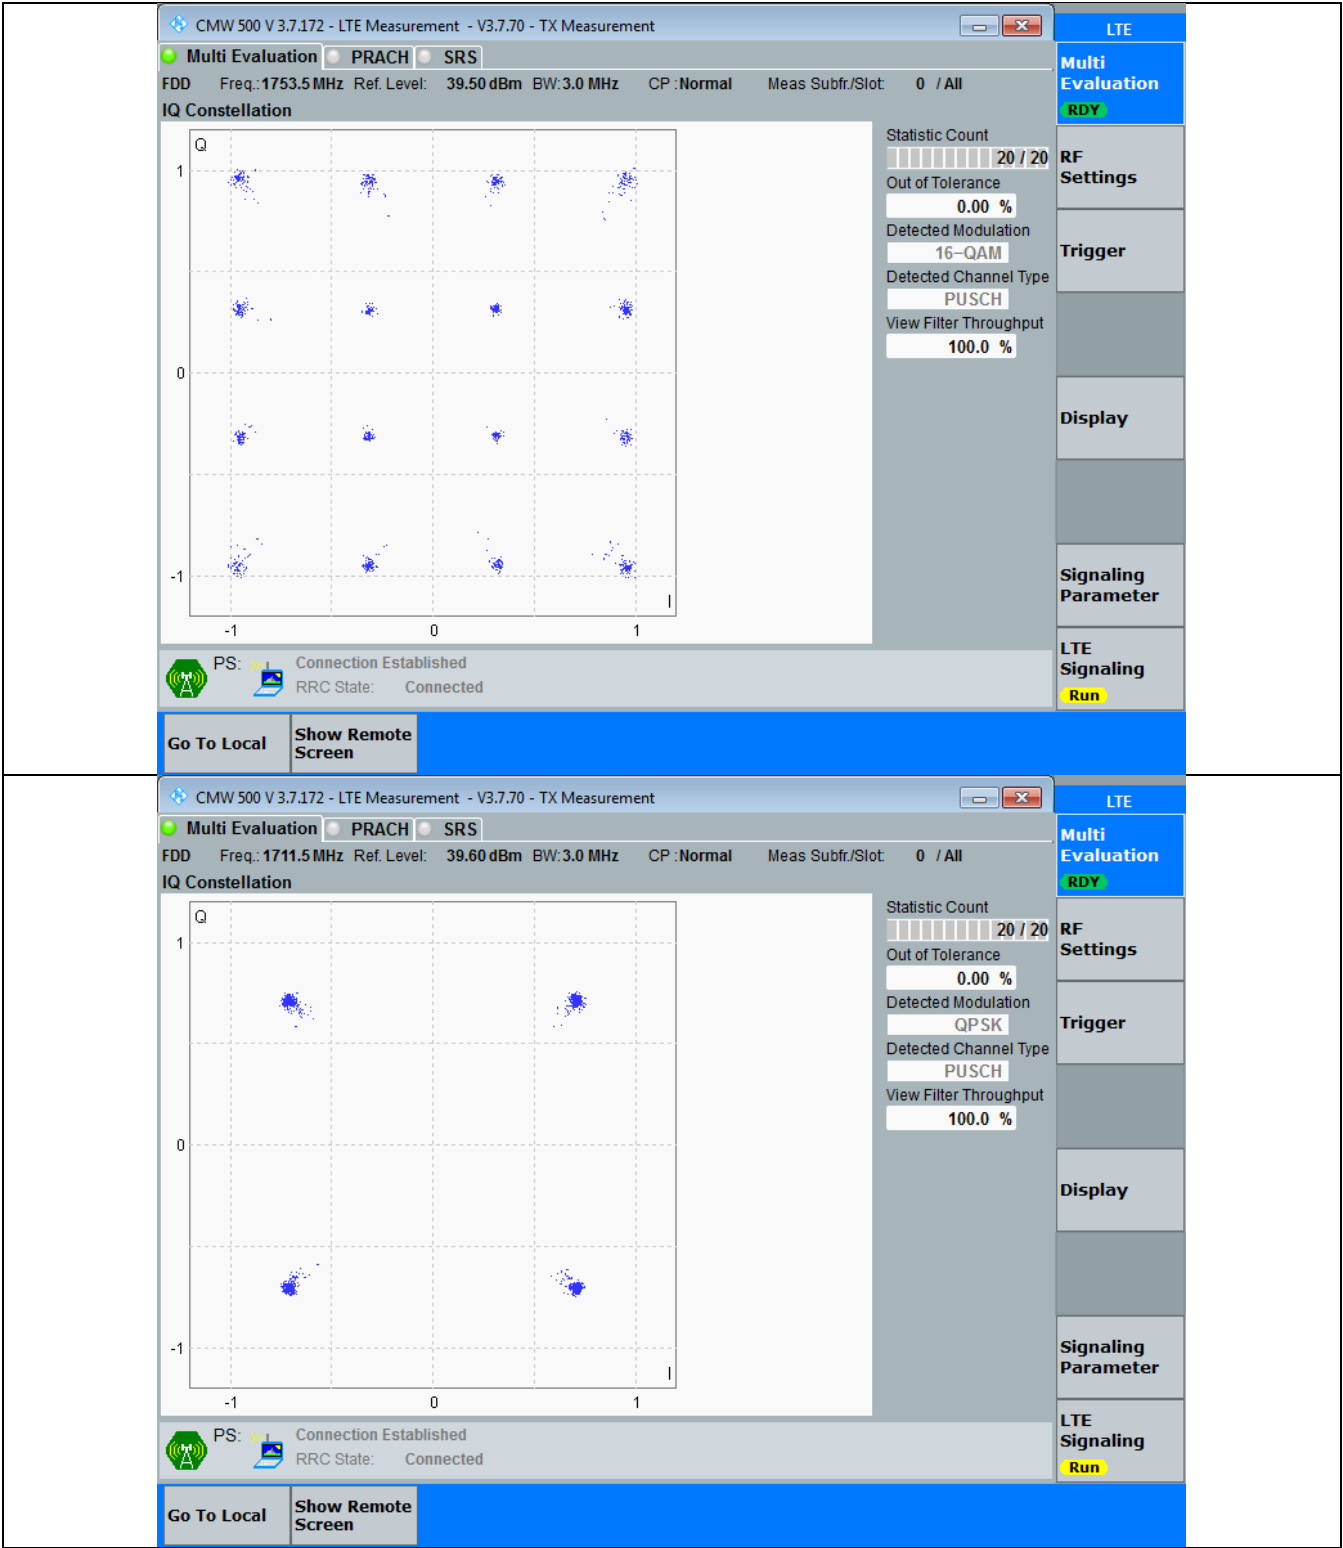 CMW 500 V 3.7.172 - LTE Measurement - V3.7.70 - TX Measurement
LTE
Multi Evaluation PRACH SRS
Multi
Evaluation
RDY
FDD Freq.: 1753.5 MHz Ref. Level: 39.50 dBm BW: 3.0 MHz CP : Normal Meas Subfr./Slot: 0 / All
IQ Constellation
Q
1
0
-1
I
-1 0 1
Statistic Count
20 / 20
Out of Tolerance
0.00 %
Detected Modulation
16-QAM
Detected Channel Type
PUSCH
View Filter Throughput
100.0 %
RF
Settings
Trigger
Display
Signaling
Parameter
LTE
Signaling
Run
PS: Connection Established
RRC State: Connected
Go To Local
Show Remote
Screen
CMW 500 V 3.7.172 - LTE Measurement - V3.7.70 - TX Measurement
LTE
Multi Evaluation PRACH SRS
Multi
Evaluation
RDY
FDD Freq.: 1711.5 MHz Ref. Level: 39.60 dBm BW: 3.0 MHz CP : Normal Meas Subfr./Slot: 0 / All
IQ Constellation
Q
1
0
-1
I
-1 0 1
Statistic Count
20 / 20
Out of Tolerance
0.00 %
Detected Modulation
QPSK
Detected Channel Type
PUSCH
View Filter Throughput
100.0 %
RF
Settings
Trigger
Display
Signaling
Parameter
LTE
Signaling
Run
PS: Connection Established
RRC State: Connected
Go To Local
Show Remote
Screen